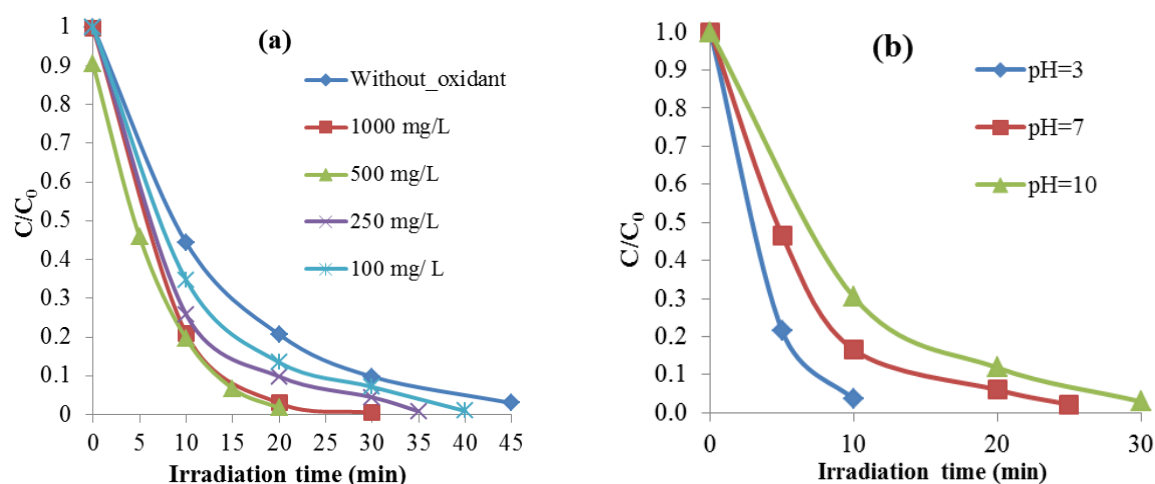 (a)
C/C0
1
0.9
0.8
0.7
0.6
0.5
0.4
0.3
0.2
0.1
0
0 5 10 15 20 25 30 35 40 45
Irradiation time (min)
Without_oxidant
1000 mg/L
500 mg/L
250 mg/L
100 mg/ L
(b)
C/C0
1.0
0.9
0.8
0.7
0.6
0.5
0.4
0.3
0.2
0.1
0.0
0 10 20 30
Irradiation time (min)
pH=3
pH=7
pH=10